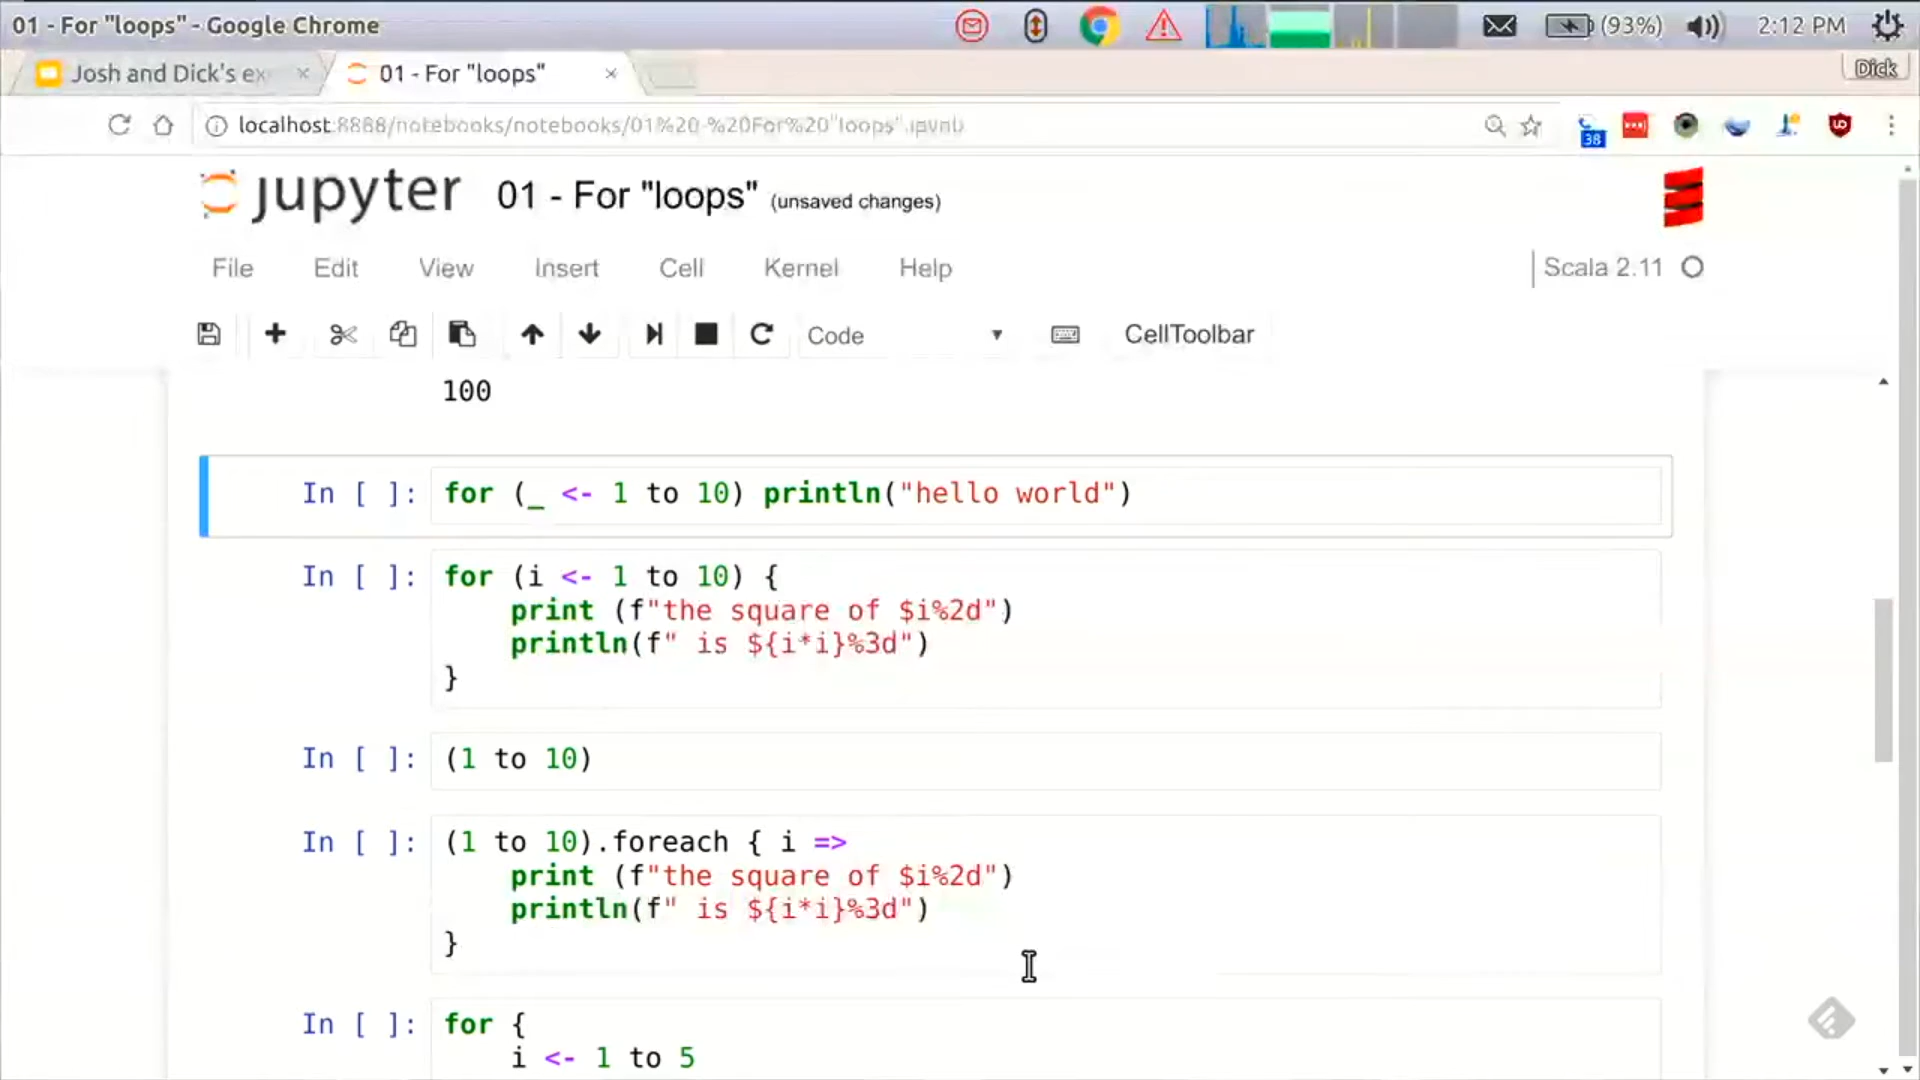 01 - For "loops" - Google Chrome
(93%)
2:12 PM
Josh and Dick's ex
01 - For "loops"
Dick
localhost:8888/notebooks/notebooks/01%20-%20For%20"loops".ipynb
38
jupyter
01 - For "loops" (unsaved changes)
File Edit View Insert Cell Kernel Help
Scala 2.11
Code
CellToolbar
100
In [ ]: for (_ <- 1 to 10) println("hello world")
In [ ]: for (i <- 1 to 10) {
print (f"the square of $i%2d")
println(f" is ${i*i}%3d")
}
In [ ]: (1 to 10)
In [ ]: (1 to 10).foreach { i =>
print (f"the square of $i%2d")
println(f" is ${i*i}%3d")
}
In [ ]: for {
i <- 1 to 5